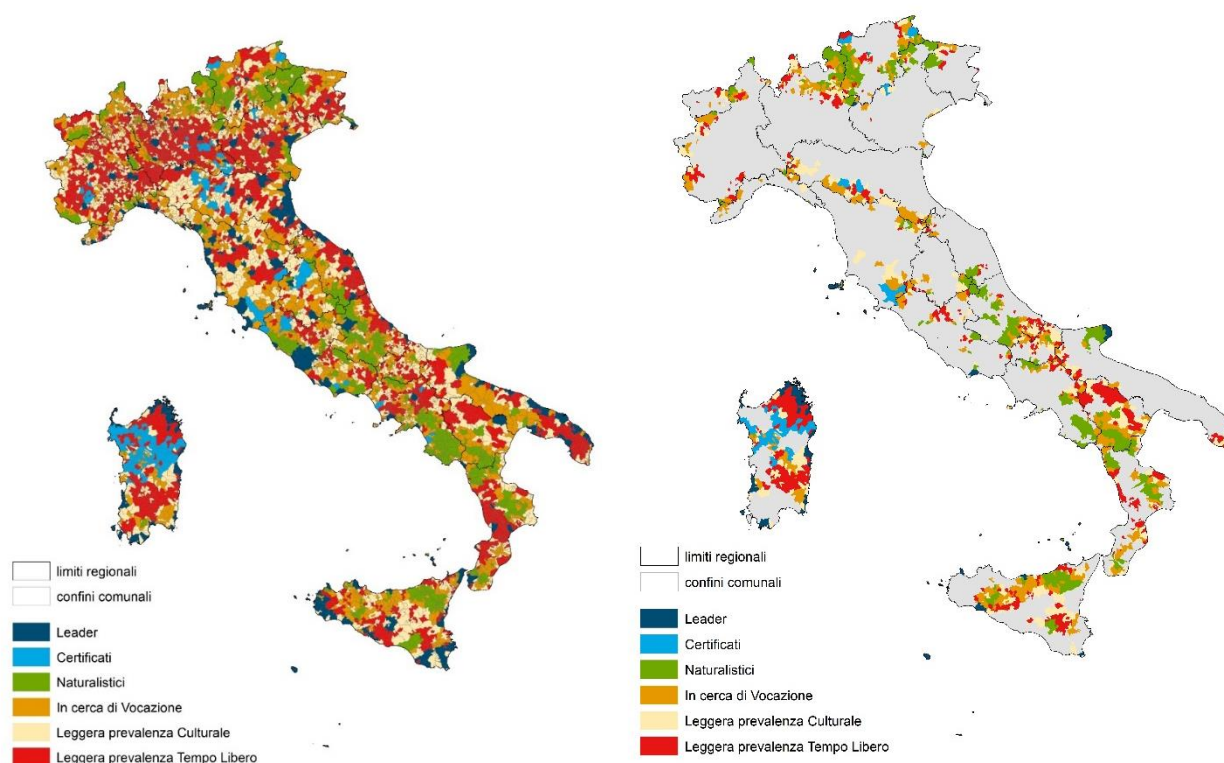 limiti regionali
confini comunali
Leader
Certificati
Naturalistici
In cerca di Vocazione
Leggera prevalenza Culturale
Leggera prevalenza Tempo Libero
limiti regionali
confini comunali
Leader
Certificati
Naturalistici
In cerca di Vocazione
Leggera prevalenza Culturale
Leggera prevalenza Tempo Libero